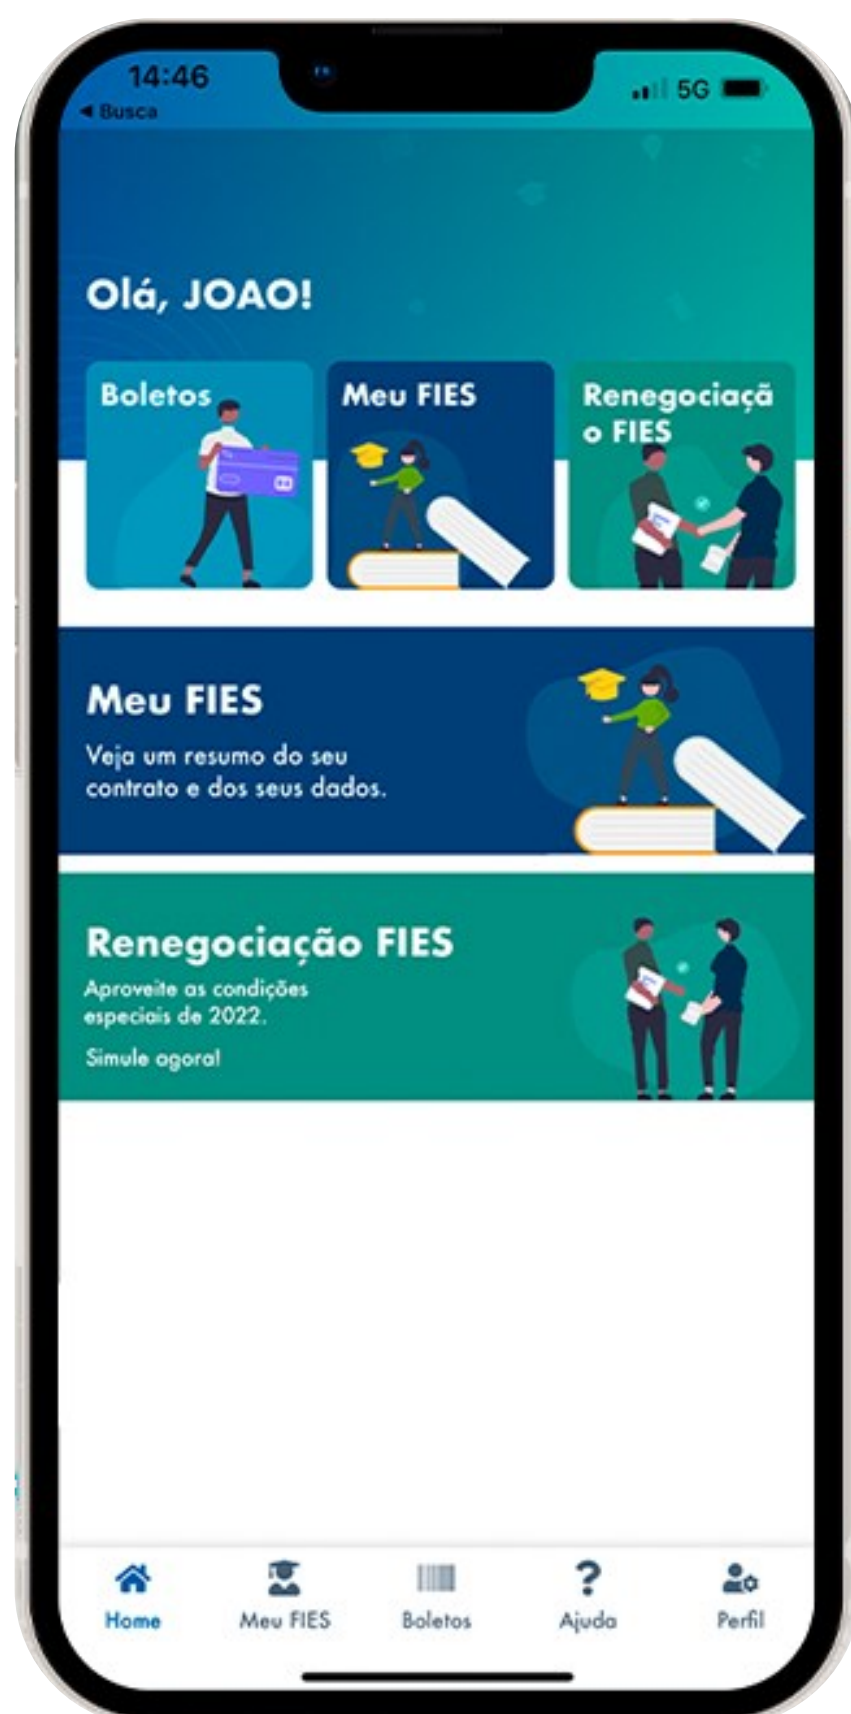 14:46
5G
◀ Busca
Olá, JOAO!
Boletos
Meu FIES
Renegociaçã
o FIES
Meu FIES
Veja um resumo do seu
contrato e dos seus dados.
Renegociação FIES
Aproveite as condições
especiais de 2022.
Simule agora!
Home
Meu FIES
Boletos
Ajuda
Perfil